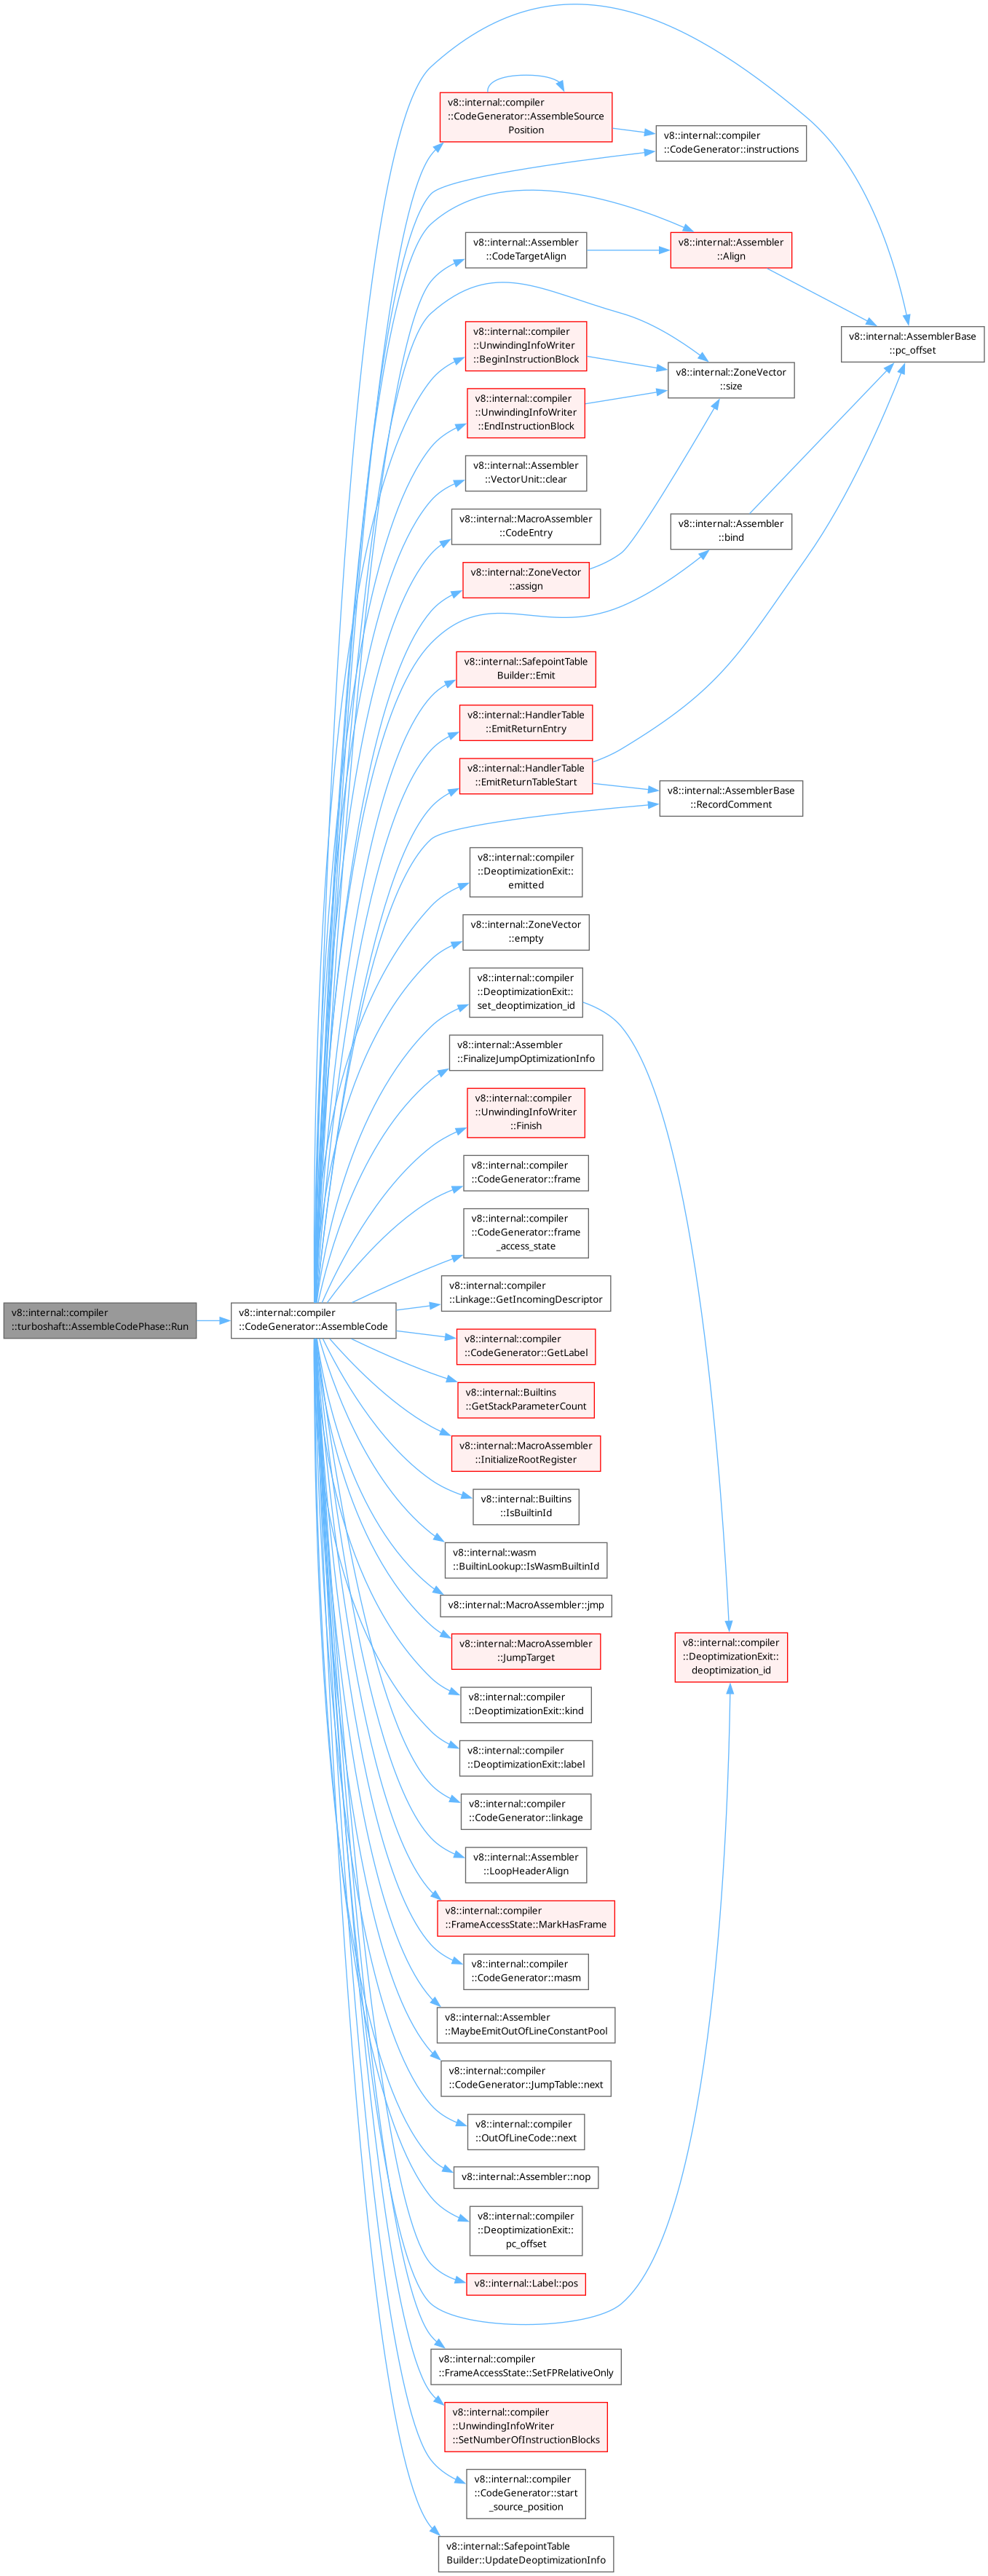 v8::internal::compiler
::CodeGenerator::AssembleSource
Position
v8::internal::compiler
::CodeGenerator::instructions
v8::internal::Assembler
::CodeTargetAlign
v8::internal::Assembler
::Align
v8::internal::AssemblerBase
::pc_offset
v8::internal::compiler
::UnwindingInfoWriter
::BeginInstructionBlock
v8::internal::ZoneVector
::size
v8::internal::compiler
::UnwindingInfoWriter
::EndInstructionBlock
v8::internal::Assembler
::VectorUnit::clear
v8::internal::MacroAssembler
::CodeEntry
v8::internal::Assembler
::bind
v8::internal::ZoneVector
::assign
v8::internal::SafepointTable
Builder::Emit
v8::internal::HandlerTable
::EmitReturnEntry
v8::internal::HandlerTable
::EmitReturnTableStart
v8::internal::AssemblerBase
::RecordComment
v8::internal::compiler
::DeoptimizationExit::
emitted
v8::internal::ZoneVector
::empty
v8::internal::compiler
::DeoptimizationExit::
set_deoptimization_id
v8::internal::Assembler
::FinalizeJumpOptimizationInfo
v8::internal::compiler
::UnwindingInfoWriter
::Finish
v8::internal::compiler
::CodeGenerator::frame
v8::internal::compiler
::CodeGenerator::frame
_access_state
v8::internal::compiler
::Linkage::GetIncomingDescriptor
v8::internal::compiler
::turboshaft::AssembleCodePhase::Run
v8::internal::compiler
::CodeGenerator::AssembleCode
v8::internal::compiler
::CodeGenerator::GetLabel
v8::internal::Builtins
::GetStackParameterCount
v8::internal::MacroAssembler
::InitializeRootRegister
v8::internal::Builtins
::IsBuiltinId
v8::internal::wasm
::BuiltinLookup::IsWasmBuiltinId
v8::internal::MacroAssembler::jmp
v8::internal::MacroAssembler
::JumpTarget
v8::internal::compiler
::DeoptimizationExit::
deoptimization_id
v8::internal::compiler
::DeoptimizationExit::kind
v8::internal::compiler
::DeoptimizationExit::label
v8::internal::compiler
::CodeGenerator::linkage
v8::internal::Assembler
::LoopHeaderAlign
v8::internal::compiler
::FrameAccessState::MarkHasFrame
v8::internal::compiler
::CodeGenerator::masm
v8::internal::Assembler
::MaybeEmitOutOfLineConstantPool
v8::internal::compiler
::CodeGenerator::JumpTable::next
v8::internal::compiler
::OutOfLineCode::next
v8::internal::Assembler::nop
v8::internal::compiler
::DeoptimizationExit::
pc_offset
v8::internal::Label::pos
v8::internal::compiler
::FrameAccessState::SetFPRelativeOnly
v8::internal::compiler
::UnwindingInfoWriter
::SetNumberOfInstructionBlocks
v8::internal::compiler
::CodeGenerator::start
_source_position
v8::internal::SafepointTable
Builder::UpdateDeoptimizationInfo